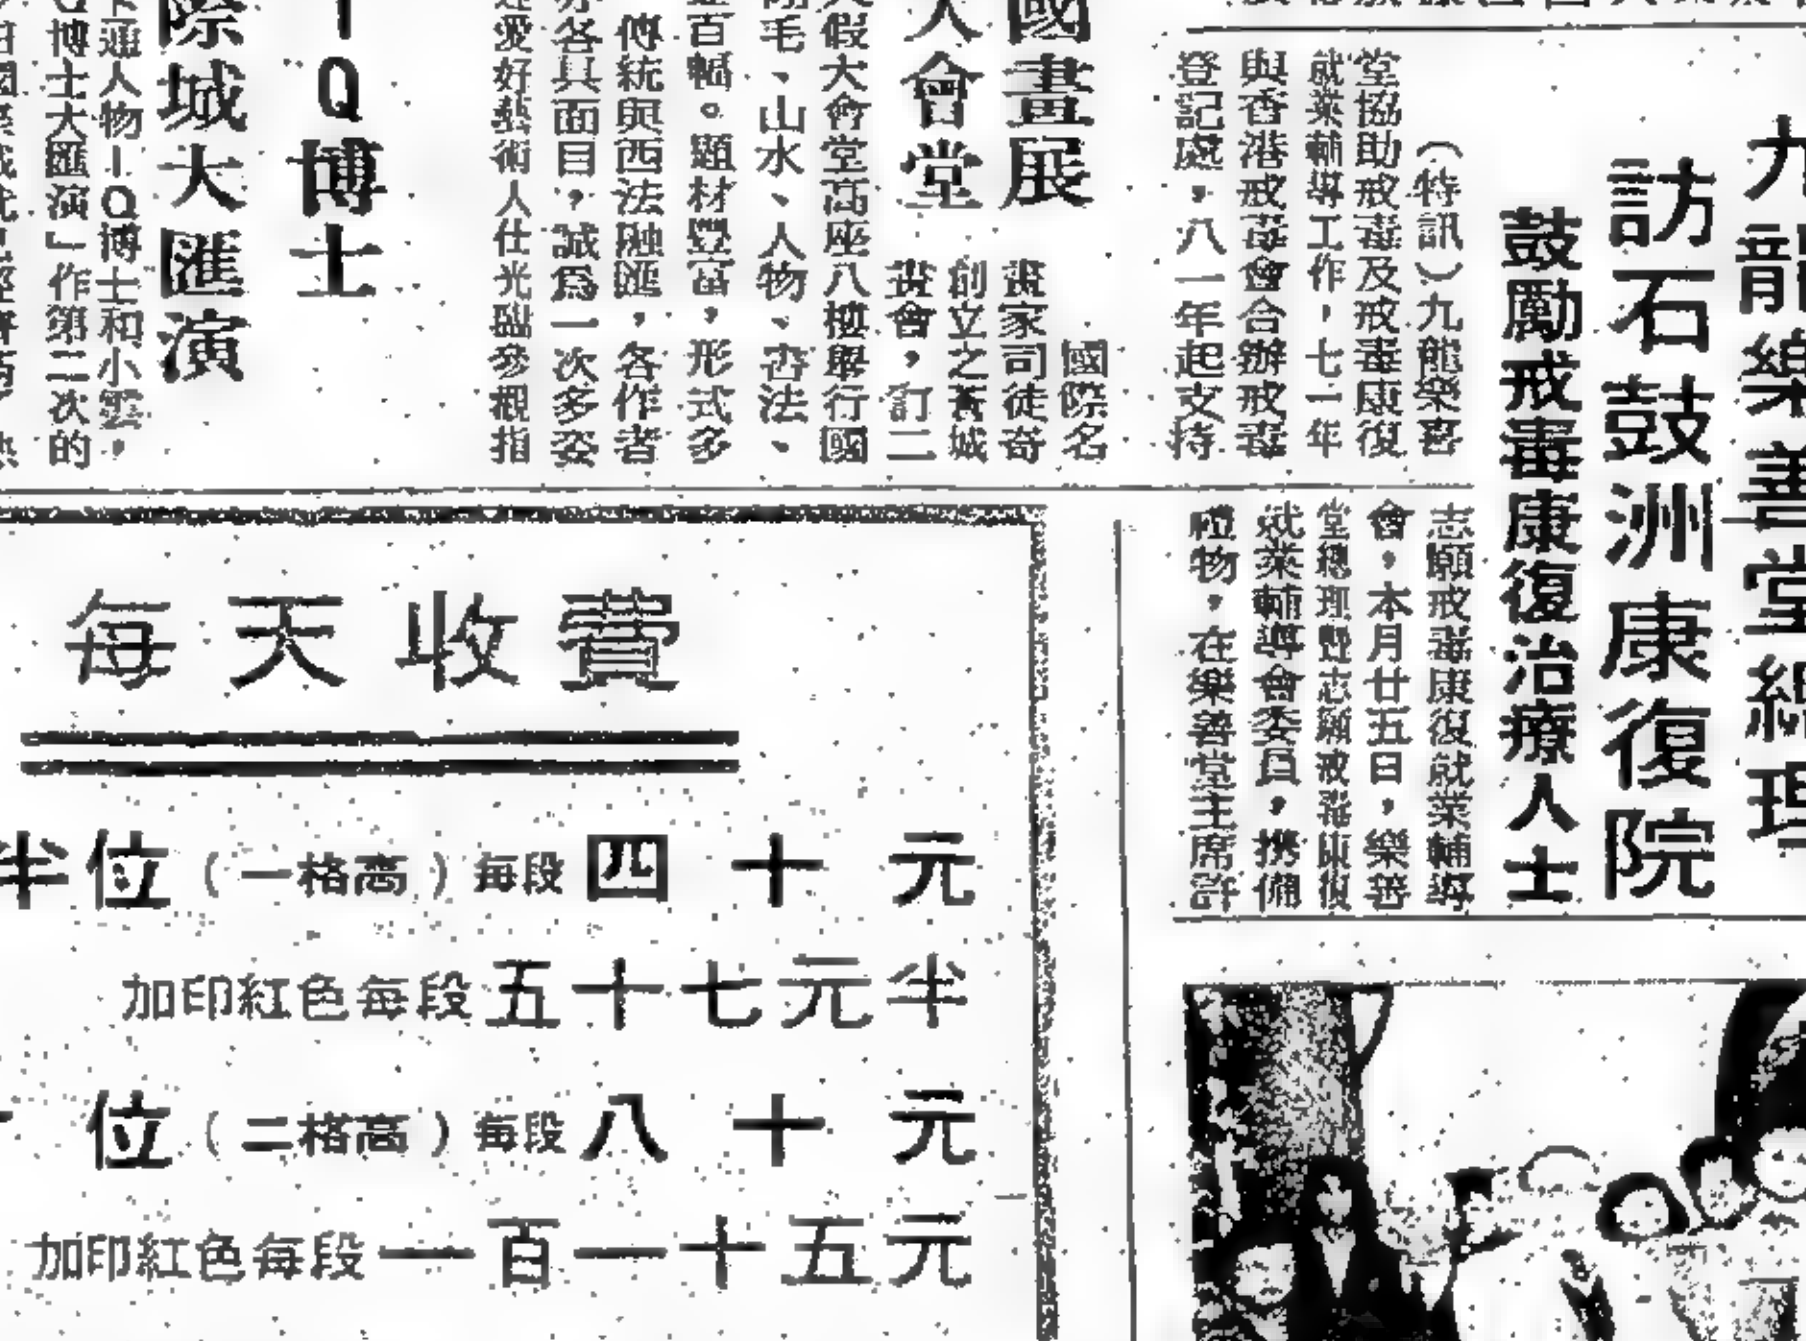 九龍樂善堂總理
訪石鼓洲康復院
鼓勵戒毒康復治療人士
（特訊）九龍樂善
堂協助戒毒及戒毒康復
就業輔導工作，七一年
與香港戒毒會合辦戒毒
登記處，八一年起支持
志願戒毒康復就業輔導
會，本月廿五日，樂善
堂總理暨志願戒毒康復
就業輔導會委員，携備
禮物，在樂善堂主席許
國畫展
大會堂
國際名
畫家司徒奇
創立之蒼城
畫會，訂二
假大會堂高座八樓舉行國
毛、山水、人物、書法、
百幅。題材豐富，形式多
傳統與西法融匯，各作者
各具面目，誠爲一次多姿
愛好藝術人仕光臨參觀指
IQ博士
際城大匯演
通人物IQ博士和小雲，
博士大匯演」作第二次的
每天收費
半位（一格高）每段四十元
加印紅色每段五十七元半
位（二格高）每段八十元
加印紅色每段一百一十五元